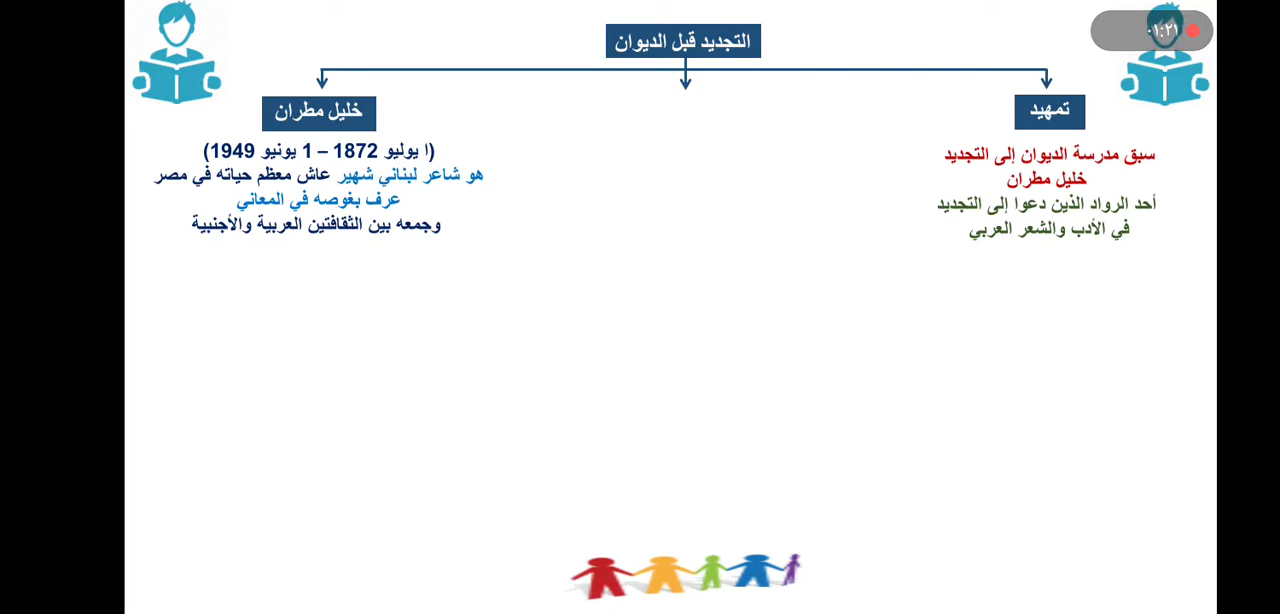 ٠١:٢١
التجديد قبل الديوان
تمهيد
سبق مدرسة الديوان إلى التجديد
خليل مطران
أحد الرواد الذين دعوا إلى التجديد
في الأدب والشعر العربي
خليل مطران
(ا يوليو 1872 – 1 يونيو 1949)
هو شاعر لبناني شهير عاش معظم حياته في مصر
عرف بغوصه في المعاني
وجمعه بين الثقافتين العربية والأجنبية